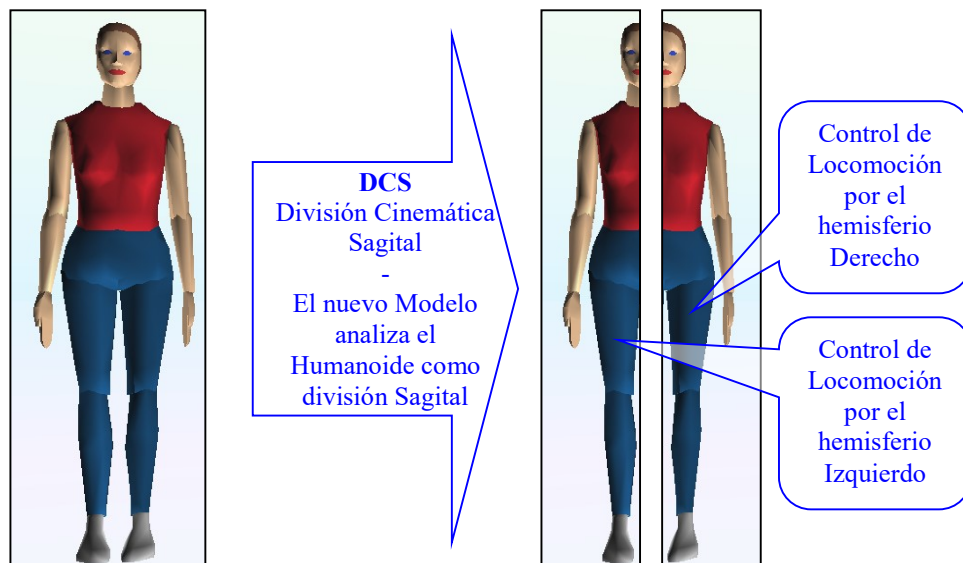 DCS
División Cinemática
Sagital
-
El nuevo Modelo
analiza el
Humanoide como
división Sagital
Control de
Locomoción
por el
hemisferio
Derecho
Control de
Locomoción
por el
hemisferio
Izquierdo